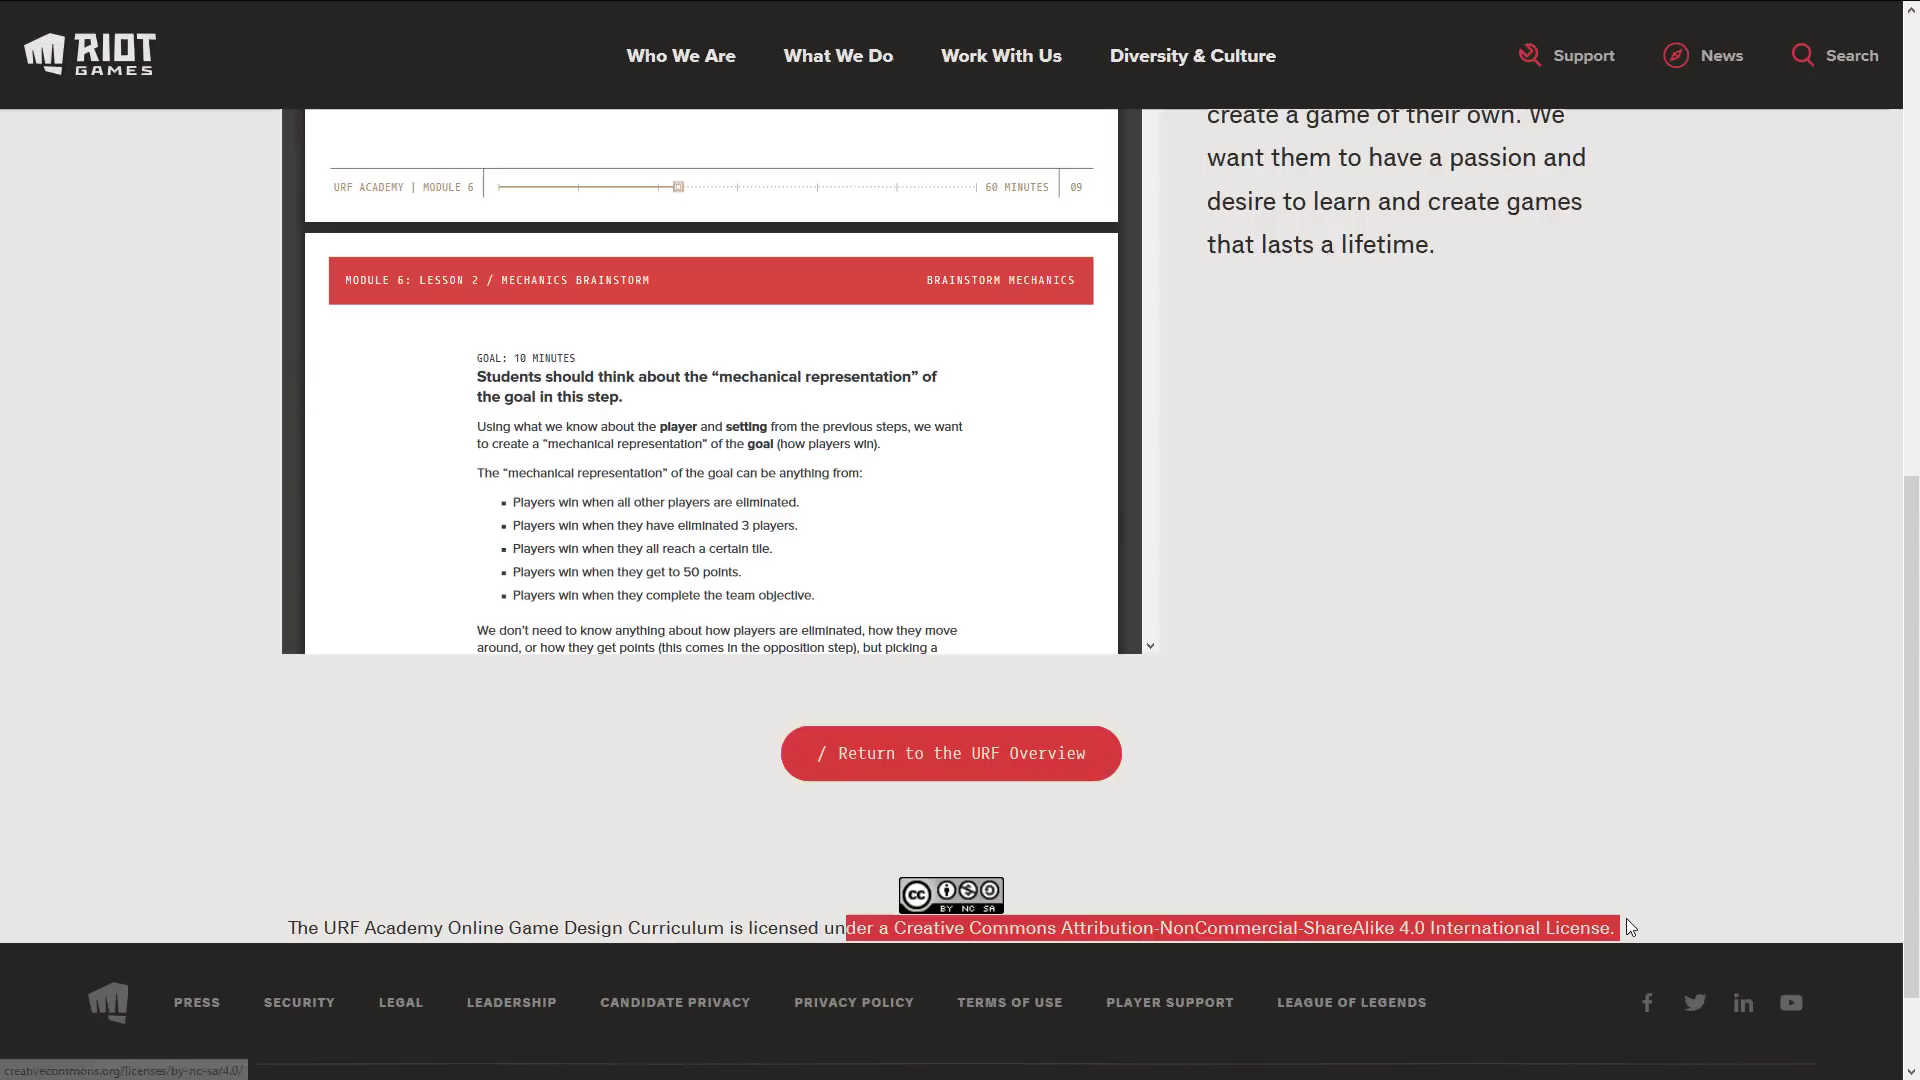 RIOT GAMES
Who We Are
What We Do
Work With Us
Diversity & Culture
Support
News
Search
URF ACADEMY | MODULE 6
60 MINUTES
09
MODULE 6: LESSON 2 / MECHANICS BRAINSTORM
BRAINSTORM MECHANICS
GOAL: 10 MINUTES
Students should think about the “mechanical representation” of
the goal in this step.
Using what we know about the player and setting from the previous steps, we want
to create a “mechanical representation” of the goal (how players win).
The “mechanical representation” of the goal can be anything from:
▪ Players win when all other players are eliminated.
▪ Players win when they have eliminated 3 players.
▪ Players win when they all reach a certain tile.
▪ Players win when they get to 50 points.
▪ Players win when they complete the team objective.
We don’t need to know anything about how players are eliminated, how they move
around, or how they get points (this comes in the opposition step), but picking a
create a game of their own. We
want them to have a passion and
desire to learn and create games
that lasts a lifetime.
/ Return to the URF Overview
cc BY NC SA
The URF Academy Online Game Design Curriculum is licensed under a Creative Commons Attribution-NonCommercial-ShareAlike 4.0 International License.
PRESS
SECURITY
LEGAL
LEADERSHIP
CANDIDATE PRIVACY
PRIVACY POLICY
TERMS OF USE
PLAYER SUPPORT
LEAGUE OF LEGENDS
creativecommons.org/licenses/by-nc-sa/4.0/